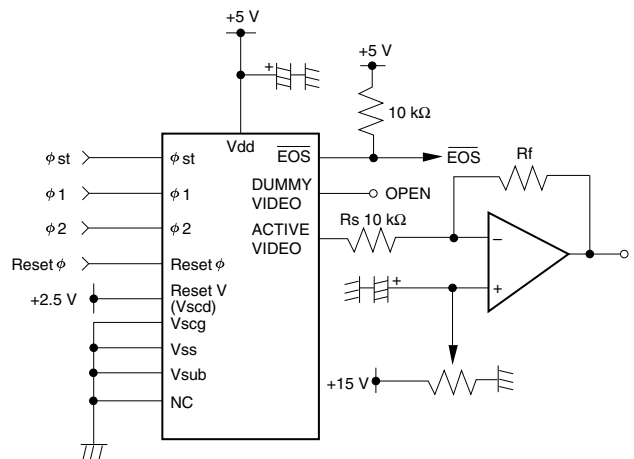 +5 V
+5 V
+
10 kΩ
Vdd
ϕst
ϕst
EOS
EOS
Rf
ϕ1
ϕ1
DUMMY
VIDEO
OPEN
ϕ2
ϕ2
ACTIVE
VIDEO
Rs 10 kΩ
−
Reset ϕ
Reset ϕ
+2.5 V
Reset V
(Vscd)
+
+
Vscg
Vss
Vsub
+15 V
NC